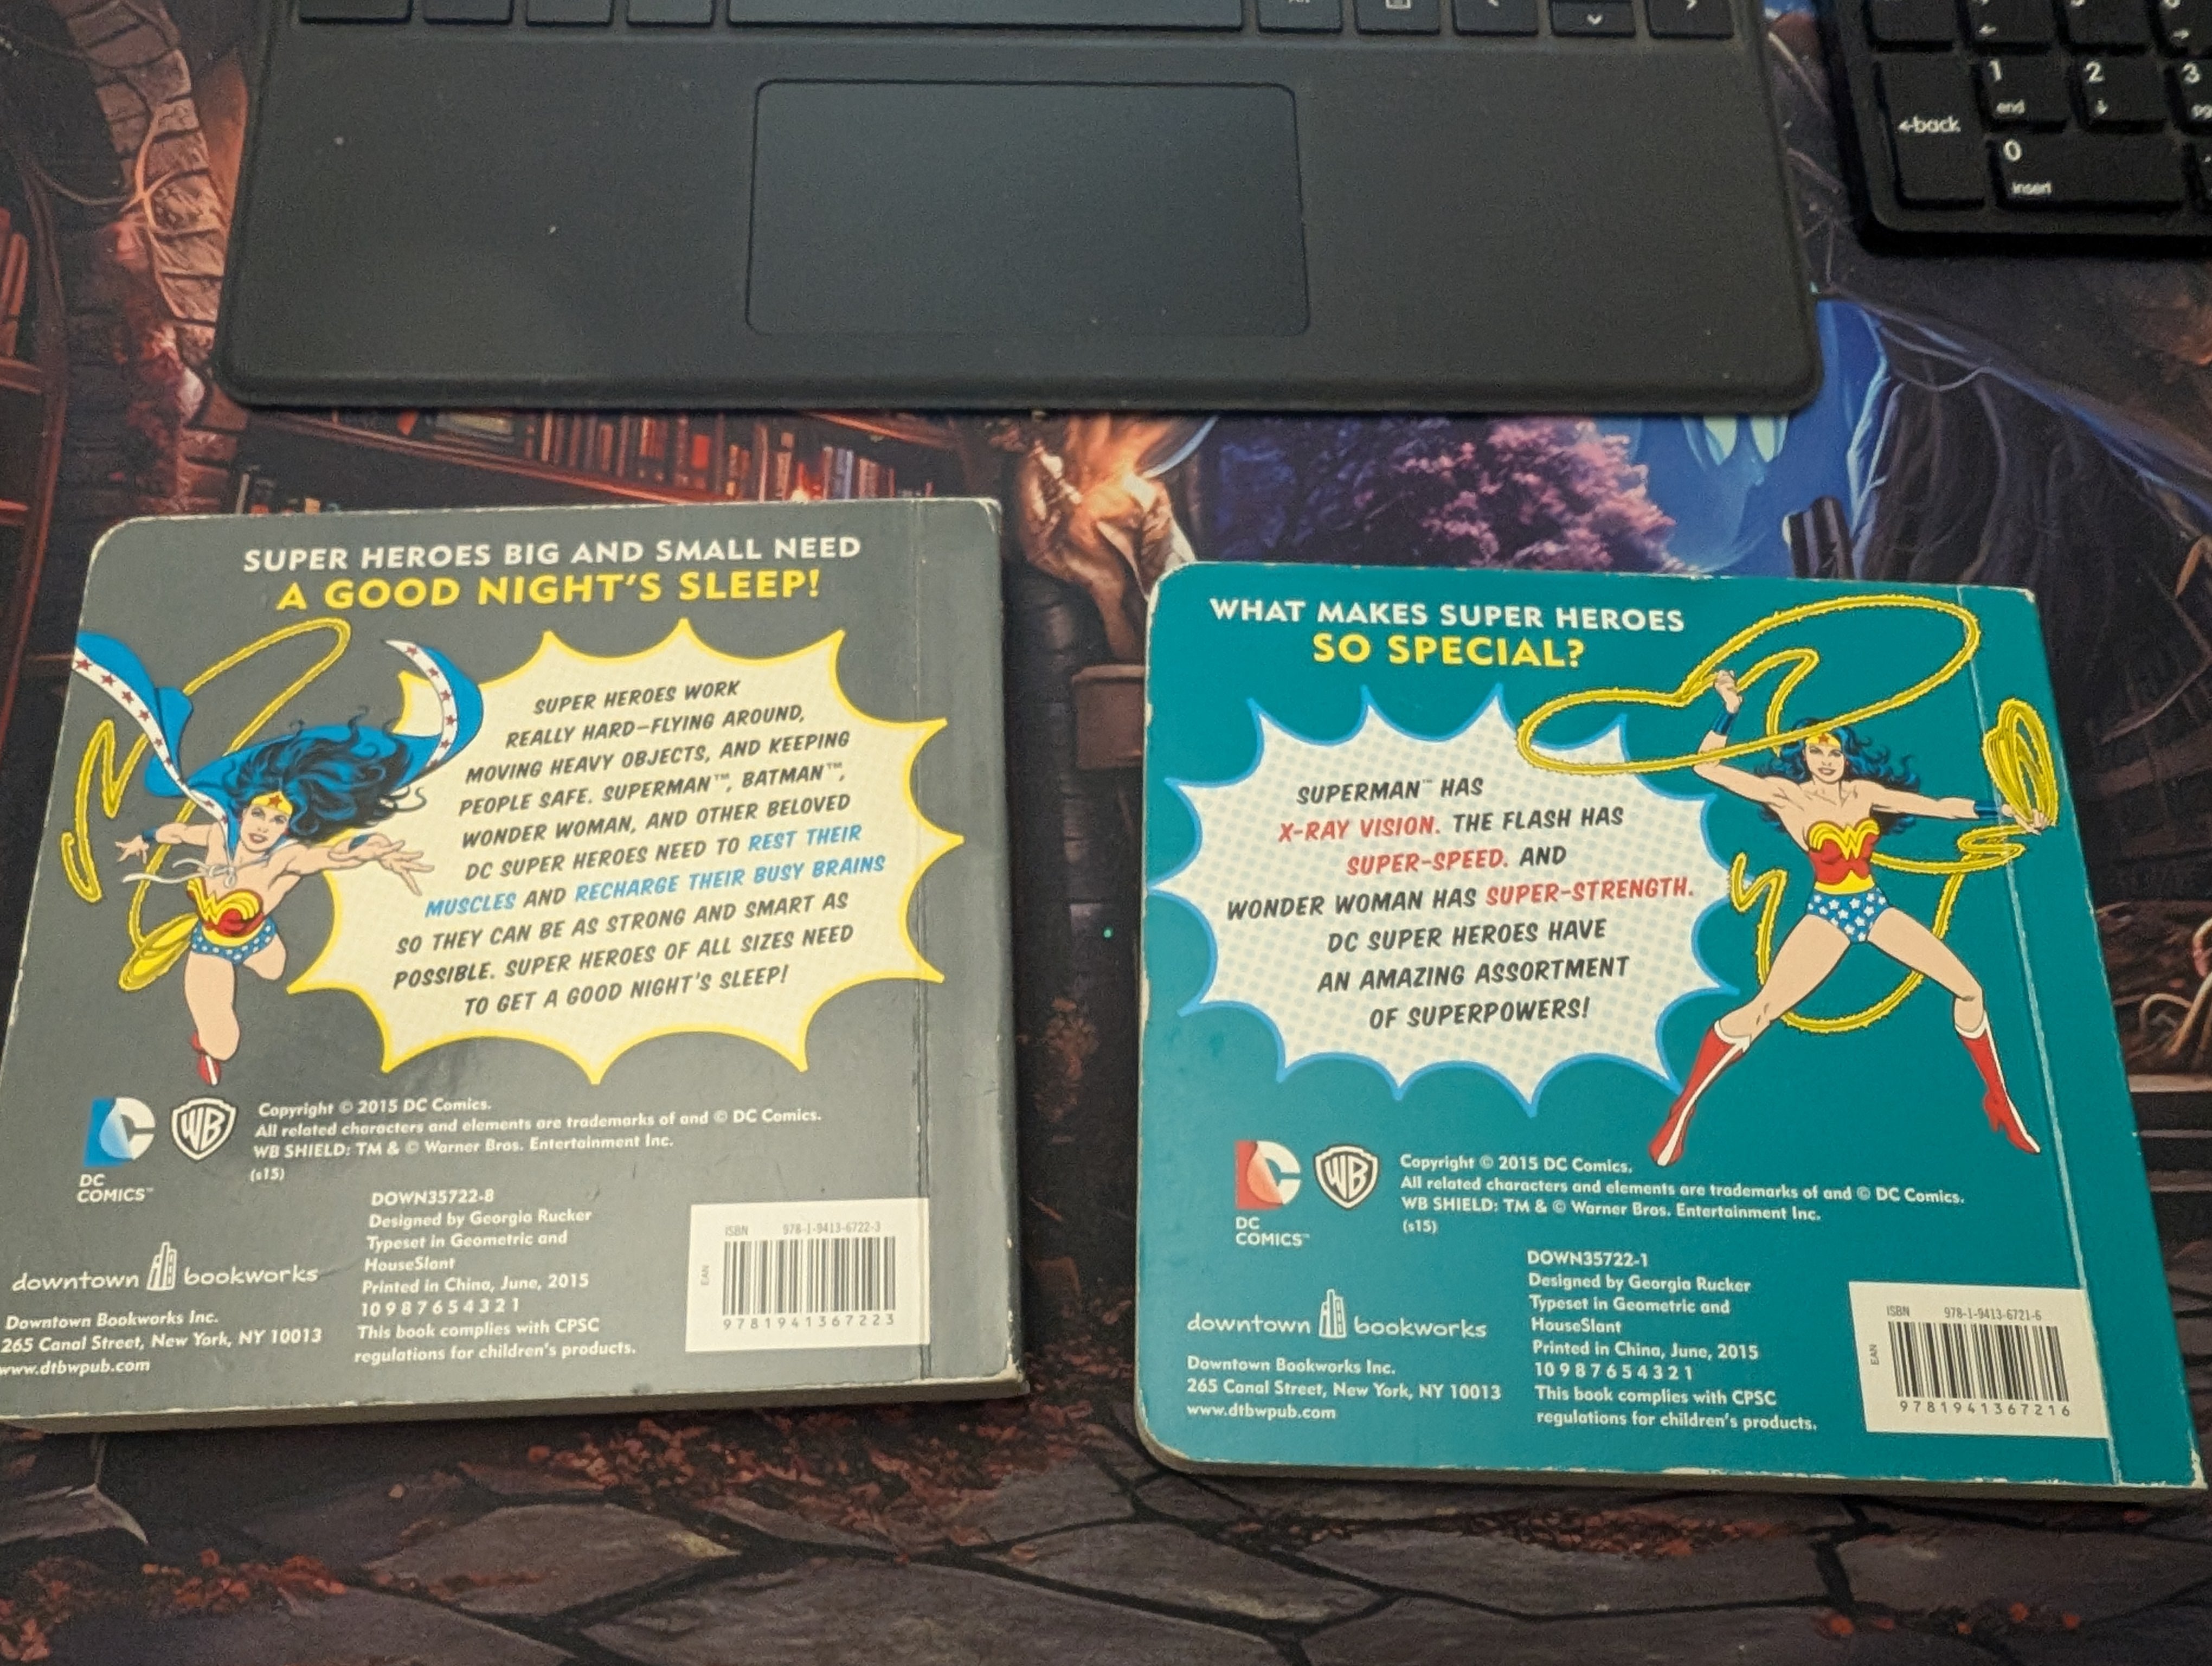 1
end
2
3
←back
0
insert
SUPER HEROES BIG AND SMALL NEED
A GOOD NIGHT'S SLEEP!
SUPER HEROES WORK
REALLY HARD–FLYING AROUND,
MOVING HEAVY OBJECTS, AND KEEPING
PEOPLE SAFE. SUPERMAN™, BATMAN™,
WONDER WOMAN, AND OTHER BELOVED
DC SUPER HEROES NEED TO REST THEIR
MUSCLES AND RECHARGE THEIR BUSY BRAINS
SO THEY CAN BE AS STRONG AND SMART AS
POSSIBLE. SUPER HEROES OF ALL SIZES NEED
TO GET A GOOD NIGHT'S SLEEP!
DC
COMICS™
WB
Copyright © 2015 DC Comics.
All related characters and elements are trademarks of and © DC Comics.
WB SHIELD: TM & © Warner Bros. Entertainment Inc.
(s15)
DOWN35722-8
Designed by Georgia Rucker
Typeset in Geometric and
HouseSlant
Printed in China, June, 2015
10 9 8 7 6 5 4 3 2 1
This book complies with CPSC
regulations for children's products.
downtown bookworks
Downtown Bookworks Inc.
265 Canal Street, New York, NY 10013
www.dtbwpub.com
ISBN 978-1-9413-6722-3
EAN
9781941367223
WHAT MAKES SUPER HEROES
SO SPECIAL?
SUPERMAN™ HAS
X-RAY VISION. THE FLASH HAS
SUPER-SPEED. AND
WONDER WOMAN HAS SUPER-STRENGTH.
DC SUPER HEROES HAVE
AN AMAZING ASSORTMENT
OF SUPERPOWERS!
DC
COMICS™
WB
Copyright © 2015 DC Comics.
All related characters and elements are trademarks of and © DC Comics.
WB SHIELD: TM & © Warner Bros. Entertainment Inc.
(s15)
DOWN35722-1
Designed by Georgia Rucker
Typeset in Geometric and
HouseSlant
Printed in China, June, 2015
10 9 8 7 6 5 4 3 2 1
This book complies with CPSC
regulations for children's products.
downtown bookworks
Downtown Bookworks Inc.
265 Canal Street, New York, NY 10013
www.dtbwpub.com
ISBN 978-1-9413-6721-6
EAN
9781941367216